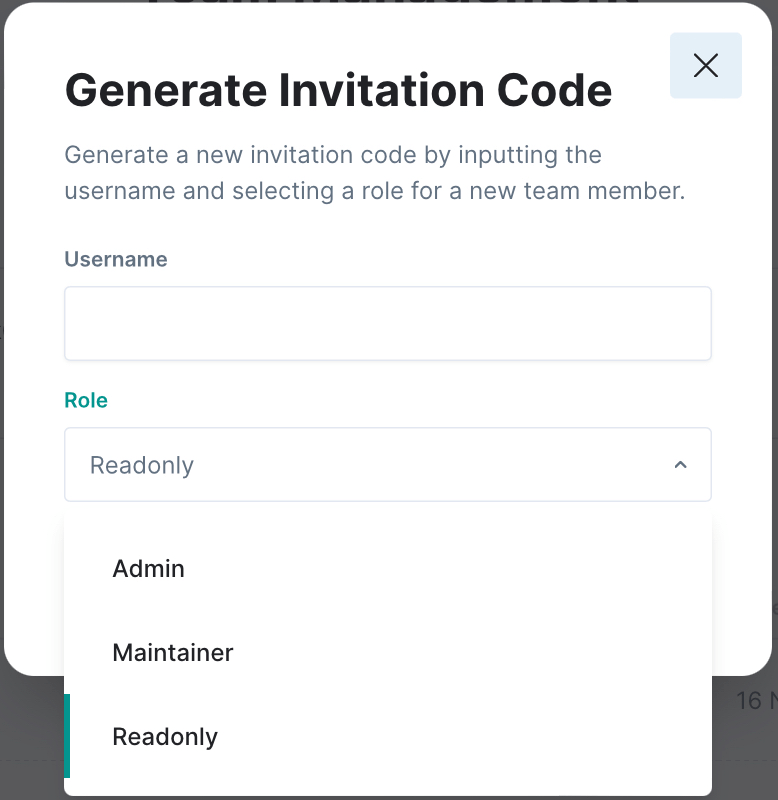 Generate Invitation Code
Generate a new invitation code by inputting the
username and selecting a role for a new team member.
Username
Role
Readonly
Admin
Maintainer
Readonly
16